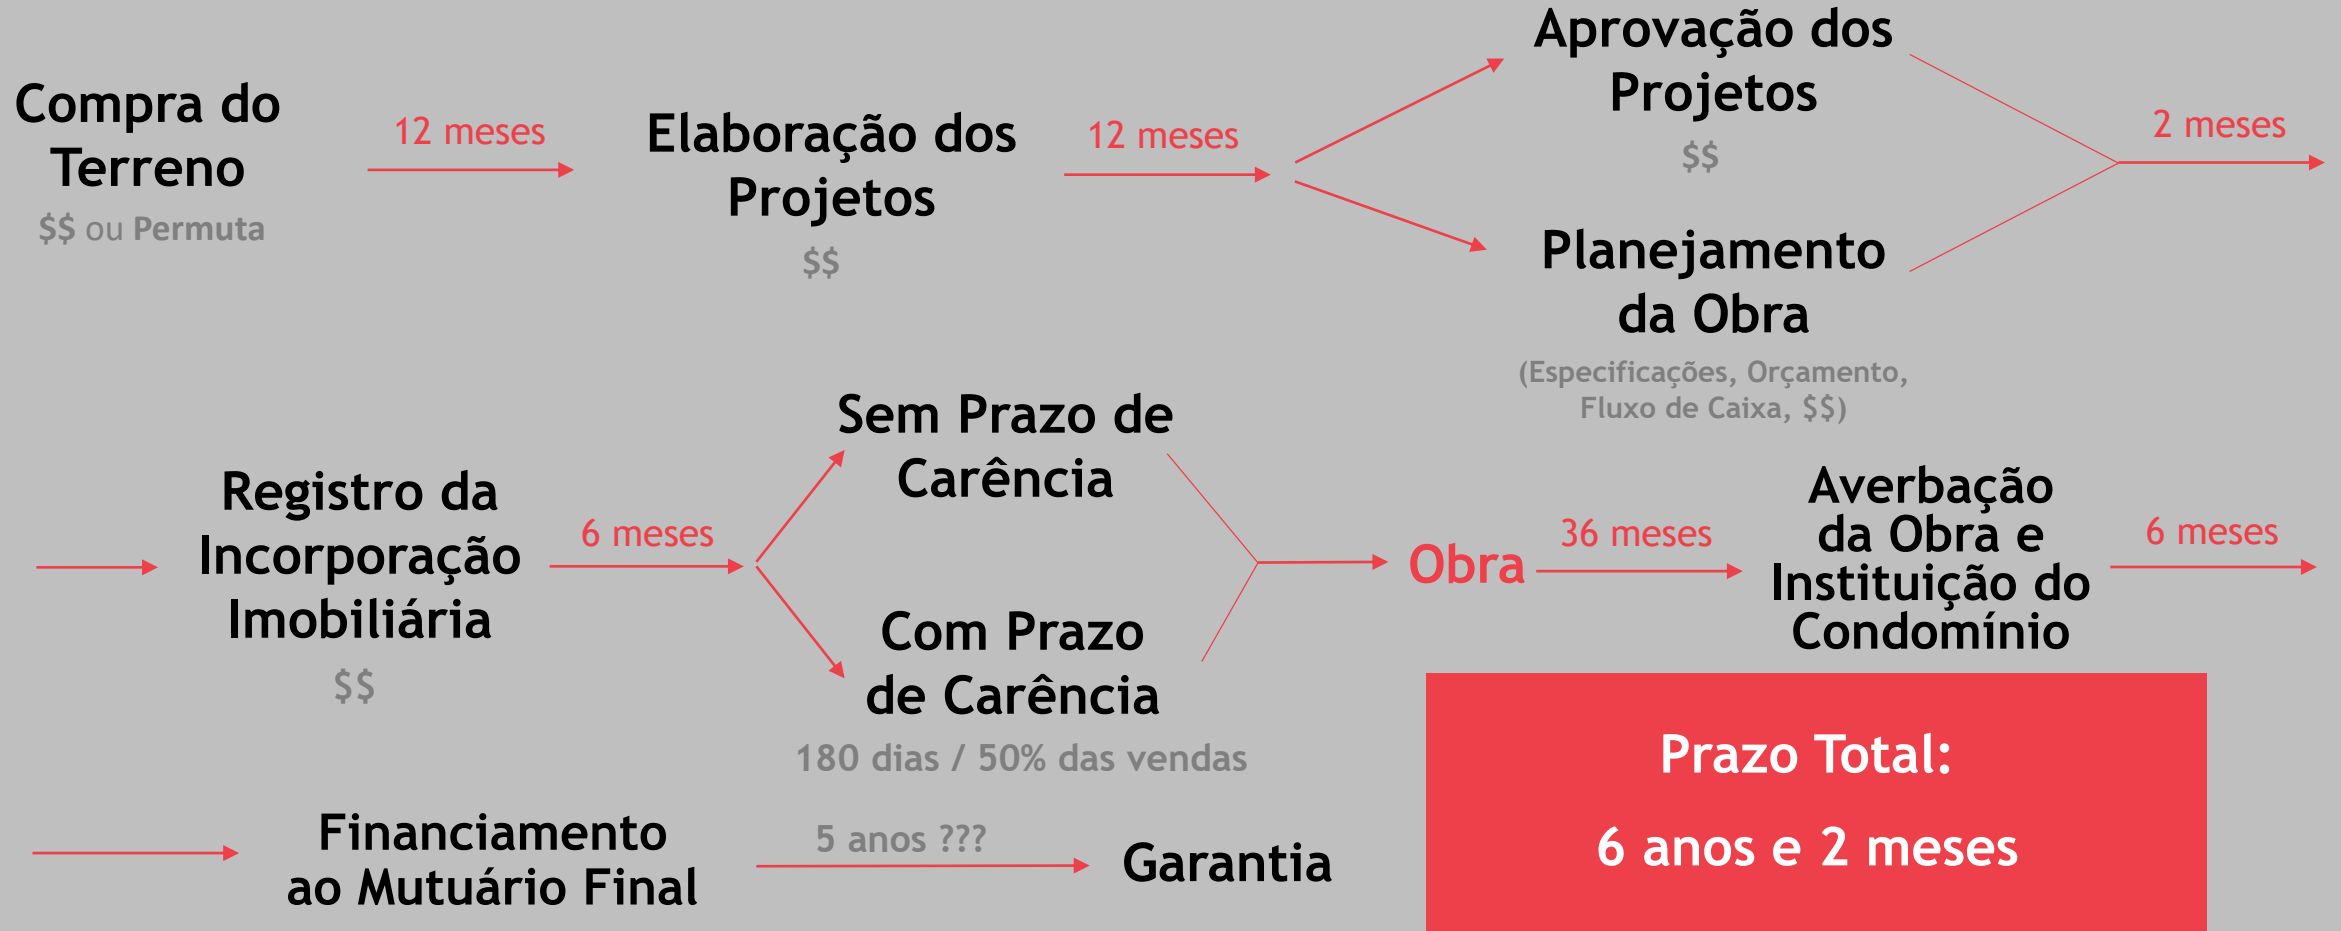 Compra do
Terreno
$$ ou Permuta
12 meses
Elaboração dos
Projetos
$$
12 meses
Aprovação dos
Projetos
$$
Planejamento
da Obra
(Especificações, Orçamento,
Fluxo de Caixa, $$)
2 meses
Registro da
Incorporação
Imobiliária
$$
6 meses
Sem Prazo de
Carência
Com Prazo
de Carência
180 dias / 50% das vendas
Obra
36 meses
Averbação
da Obra e
Instituição do
Condomínio
6 meses
Financiamento
ao Mutuário Final
5 anos ???
Garantia
Prazo Total:
6 anos e 2 meses